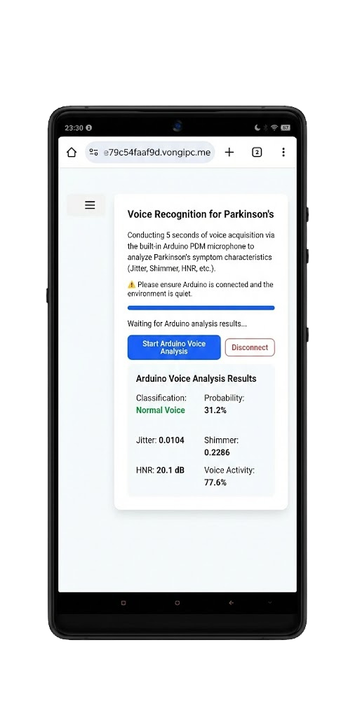 23:30
e79c54faaf9d.vongipc.me
2
Voice Recognition for Parkinson's
Conducting 5 seconds of voice acquisition via
the built-in Arduino PDM microphone to
analyze Parkinson's symptom characteristics
(Jitter, Shimmer, HNR, etc.).
⚠️ Please ensure Arduino is connected and the
environment is quiet.
Waiting for Arduino analysis results...
Start Arduino Voice
Analysis
Disconnect
Arduino Voice Analysis Results
Classification:
Normal Voice
Probability:
31.2%
Jitter: 0.0104
Shimmer:
0.2286
HNR: 20.1 dB
Voice Activity:
77.6%